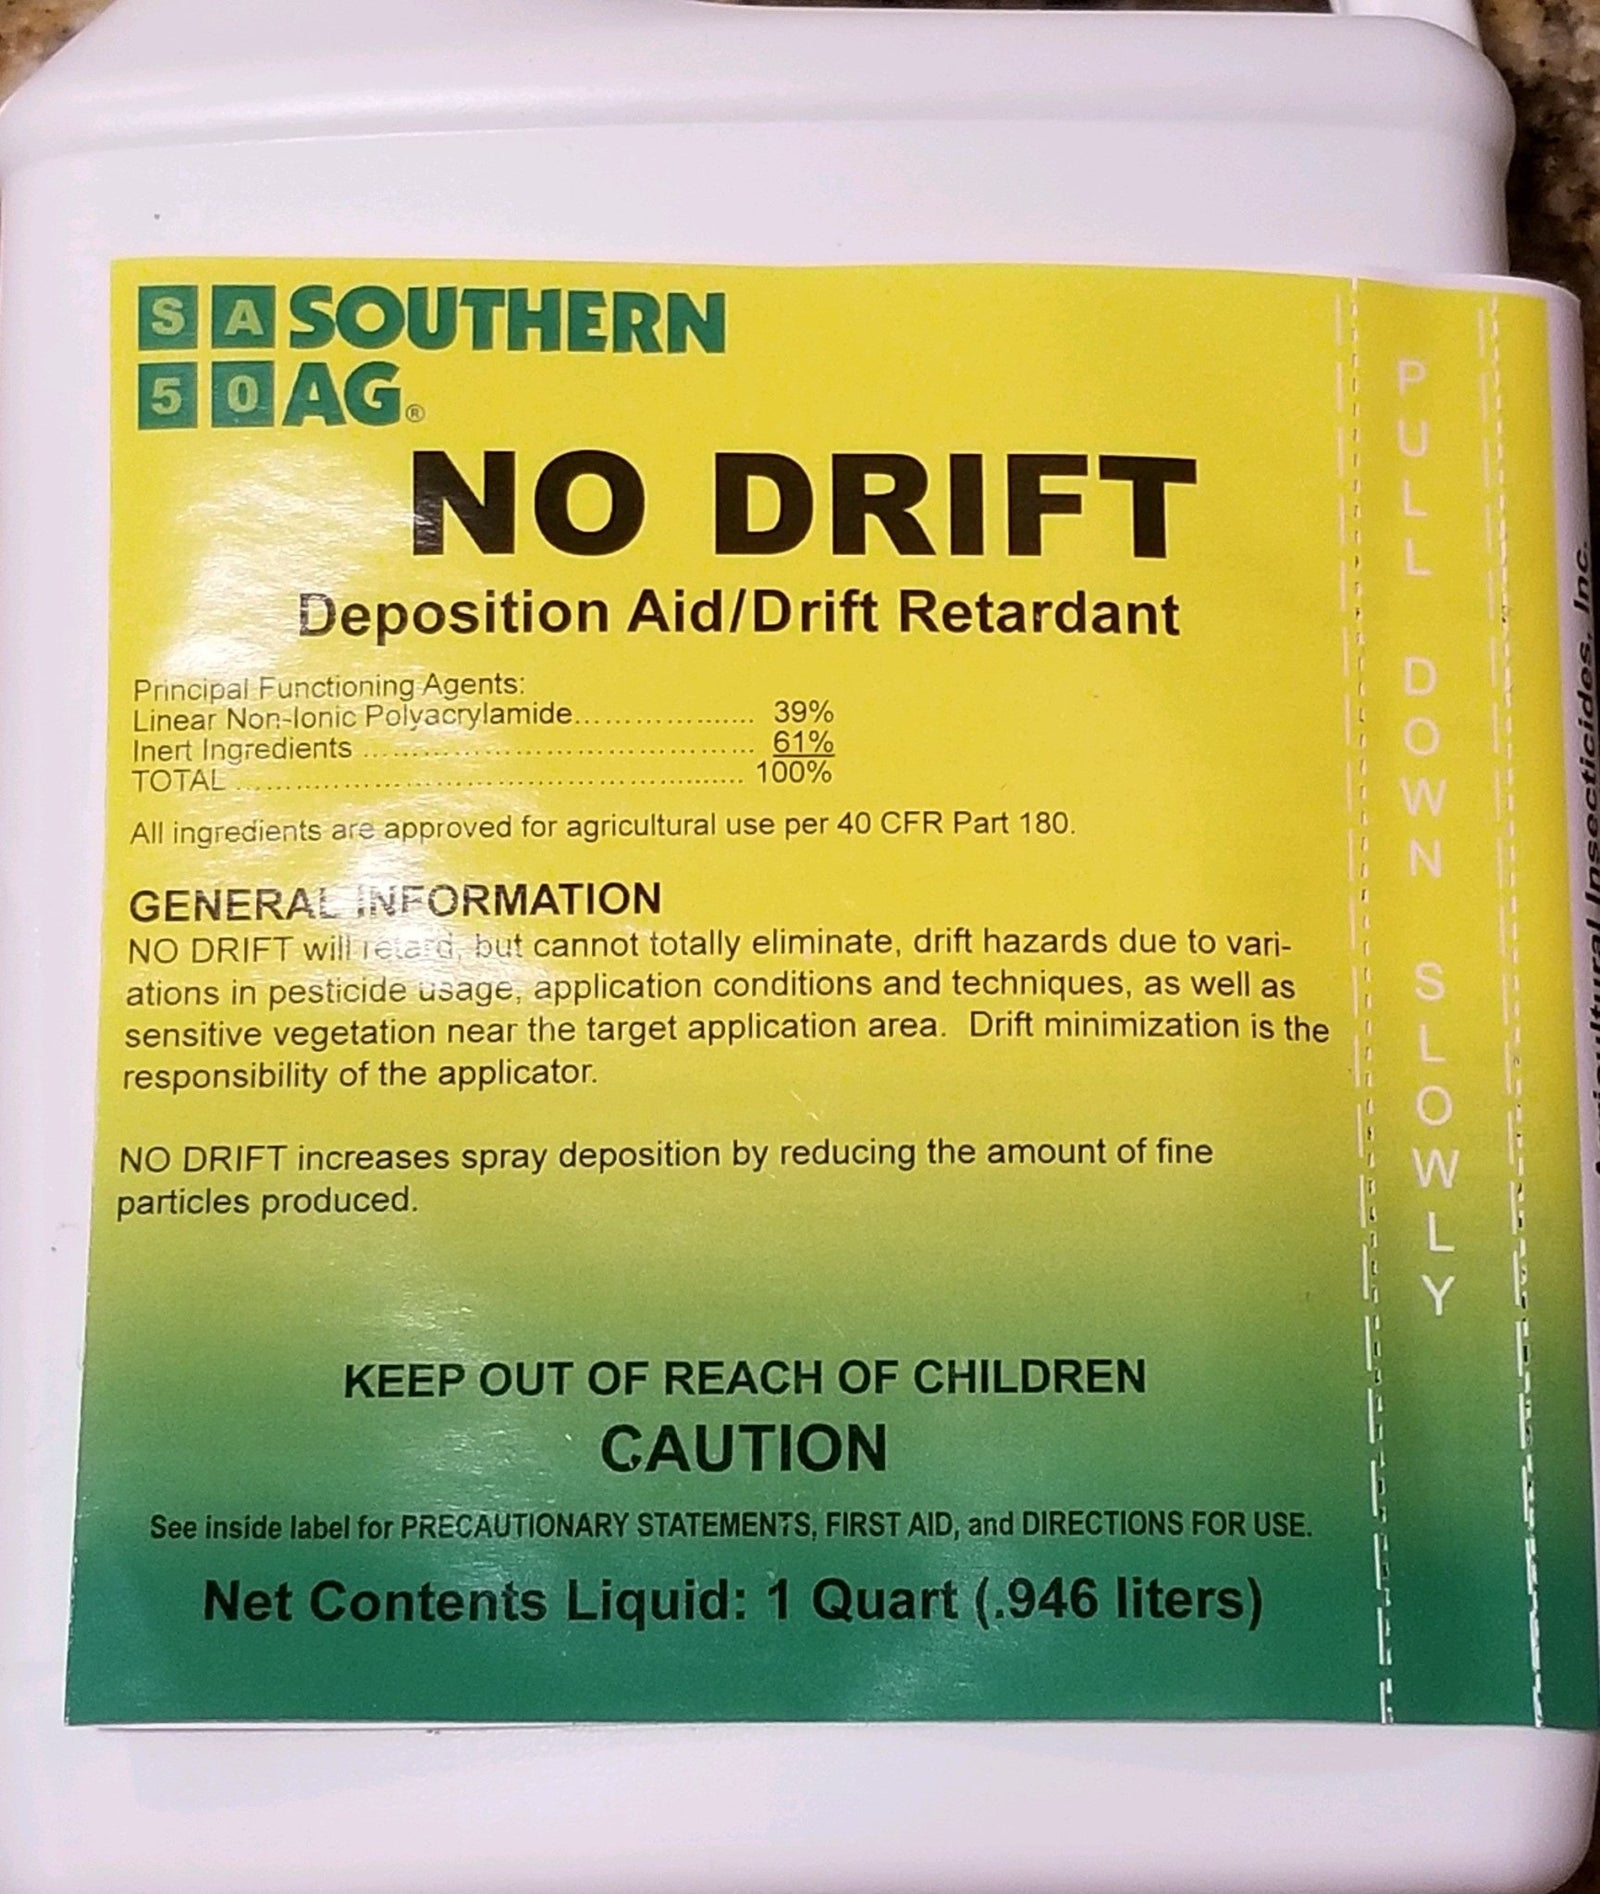 SA SOUTHERN
50 AG®
NO DRIFT
Deposition Aid/Drift Retardant
Principal Functioning Agents:
Linear Non-Ionic Polyacrylamide..................... 39%
Inert Ingredients ........................................ 61%
TOTAL .................................................... 100%
All ingredients are approved for agricultural use per 40 CFR Part 180.
GENERAL INFORMATION
NO DRIFT will retard, but cannot totally eliminate, drift hazards due to vari-
ations in pesticide usage, application conditions and techniques, as well as
sensitive vegetation near the target application area. Drift minimization is the
responsibility of the applicator.
NO DRIFT increases spray deposition by reducing the amount of fine
particles produced.
KEEP OUT OF REACH OF CHILDREN
CAUTION
See inside label for PRECAUTIONARY STATEMENTS, FIRST AID, and DIRECTIONS FOR USE.
Net Contents Liquid: 1 Quart (.946 liters)
PULL DOWN SLOWLY
Agricultural Insecticides, Inc.